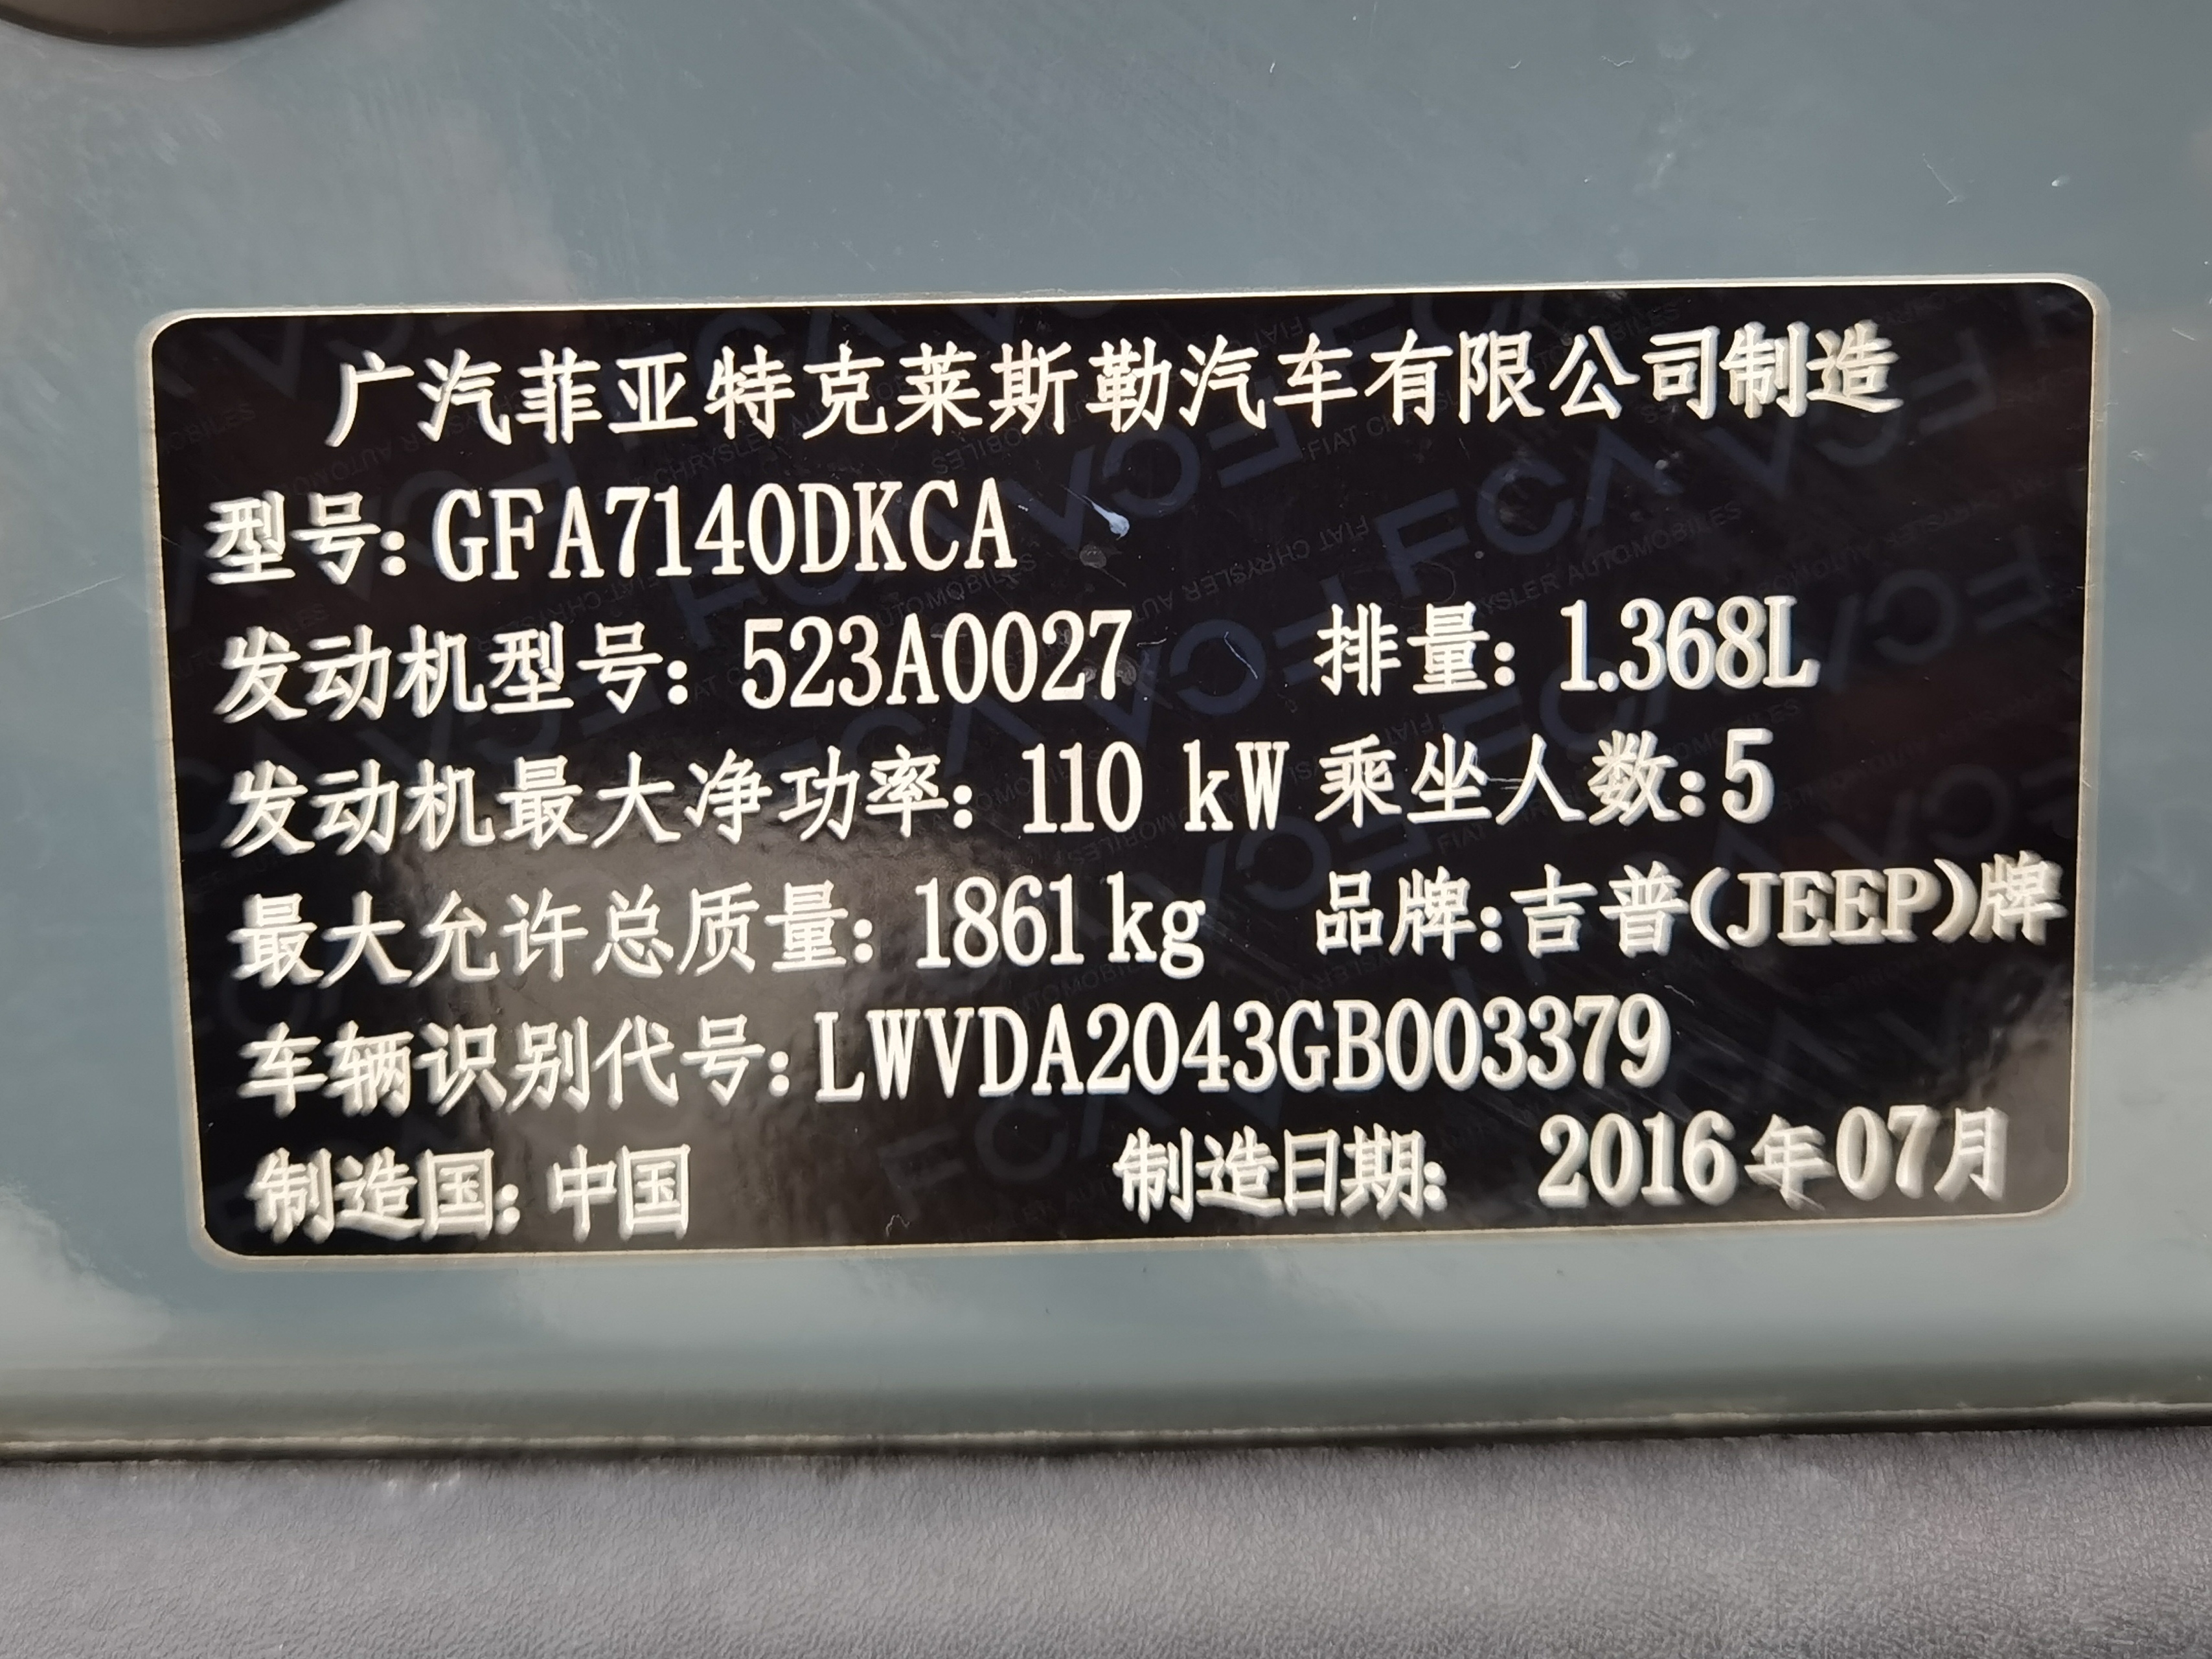 广汽菲亚特克莱斯勒汽车有限公司制造
型号: GFA7140DKCA
发动机型号: 523A0027 排量: 1.368L
发动机最大净功率: 110 kW 乘坐人数: 5
最大允许总质量: 1861 kg 品牌: 吉普(JEEP)牌
车辆识别代号: LWVDA2043GB003379
制造国: 中国 制造日期: 2016年07月